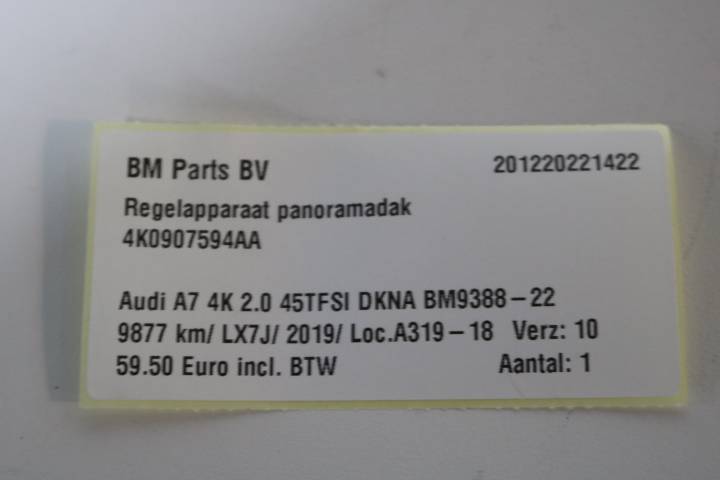 BM Parts BV 201220221422
Regelapparaat panoramadak
4K0907594AA
Audi A7 4K 2.0 45TFSI DKNA BM9388-22
9877 km/ LX7J/ 2019/ Loc.A319-18 Verz: 10
59.50 Euro incl. BTW Aantal: 1